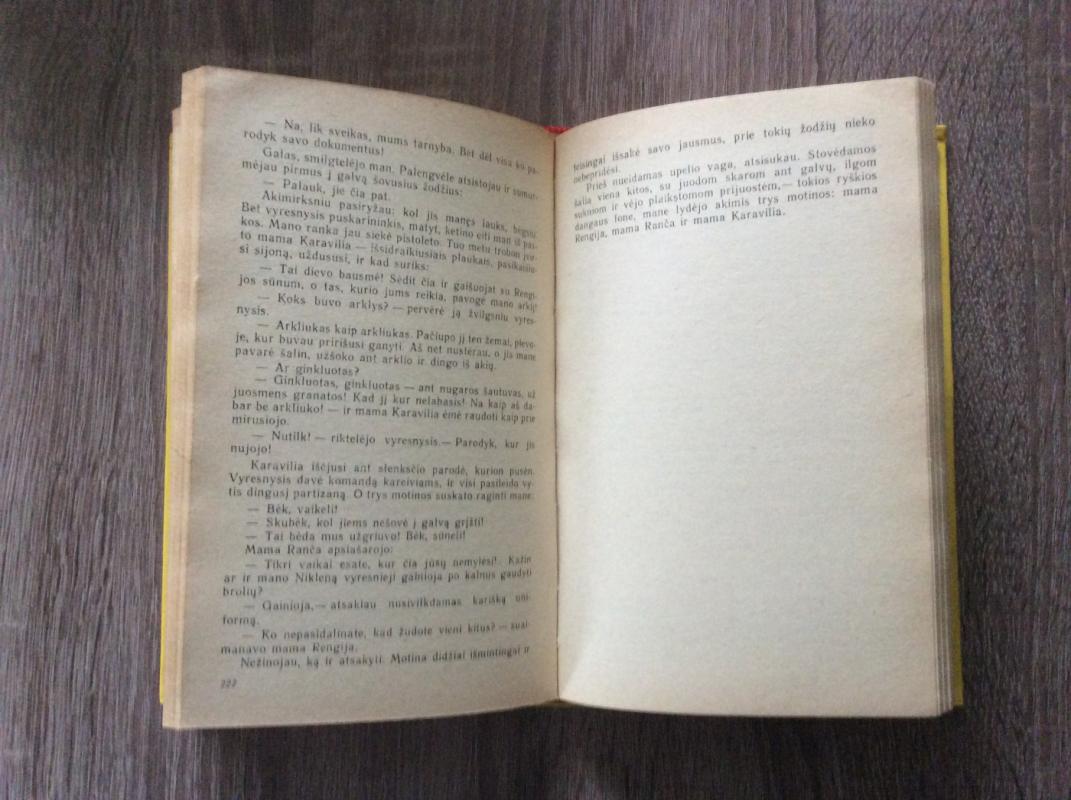 — Na, lik sveikas, mums tarnyba. Bet dėl viso ko pa-
rodyk savo dokumentus!
Galas, smilgtelėjo man. Palengvėle atsistojau ir sumur-
mėjau pirmus į galvą šovusius žodžius:
— Palauk, jie čia pat.
Akimirksniu pasiryžau: kol jis manęs lauks, bėgsiu.
Bet vyresnysis puskarininkis, matyt, ketino eiti man iš pas-
kos. Mano ranka jau siekė pistoleto. Tuo metu trobon įvir-
to mama Karavilia — išsidraikiusiais plaukais, pasikaišiu-
si sijoną, uždususi, ir kad suriks:
— Tai dievo bausmė! Sėdit čia ir gaišuojat su Rengi-
jos sūnum, o tas, kurio jums reikia, pavogė mano arklį!
— Koks buvo arklys? — pervėrė ją žvilgsniu vyres-
nysis.
— Arkliukas kaip arkliukas. Pačiupo jį ten žemai, pievo-
je, kur buvau pririšusi ganyti. Aš net nustėrau, o jis mane
pavarė šalin, užšoko ant arklio ir dingo iš akių.
— Ar ginkluotas?
— Ginkluotas, ginkluotas — ant nugaros šautuvas, už
juosmens granatos! Kad jį kur nelabasis! Na kaip aš da-
bar be arkliuko! — ir mama Karavilia ėmė raudoti kaip prie
mirusiojo.
— Nutilk! — riktelėjo vyresnysis.— Parodyk, kur jis
nujojo!
Karavilia išėjusi ant slenksčio parodė, kurion pusėn.
Vyresnysis davė komandą kareiviams, ir visi pasileido vy-
tis dingusį partizaną. O trys motinos suskato raginti mane:
— Bėk, vaikeli!
— Skubėk, kol jiems nešovė į galvą grįžti!
— Tai bėda mus užgriuvo! Bėk, sūneli!
Mama Ranča apsiašarojo:
— Tikri vaikai esate, kur čia jūsų nemylėsi!. Kažin
ar ir mano Nikleną vyresnieji gainioja po kalnus gaudyti
brolių?
— Gainioja,— atsakiau nusivilkdamas karišką uni-
formą.
— Ko nepasidalinate, kad žudote vieni kitus? — suai-
manavo mama Rengija.
Nežinojau, ką ir atsakyti. Motina didžiai išmintingai ir
222
teisingai išsakė savo jausmus, prie tokių žodžių nieko
nebepridėsi.
Prieš nueidamas upelio vaga, atsisukau. Stovėdamos
šalia viena kitos, su juodom skarom ant galvų, ilgom
suknom ir vėjo plaikstomom prijuostėm,— tokios ryškios
dangaus fone, mane lydėjo akimis trys motinos: mama
Rengija, mama Ranča ir mama Karavilia.